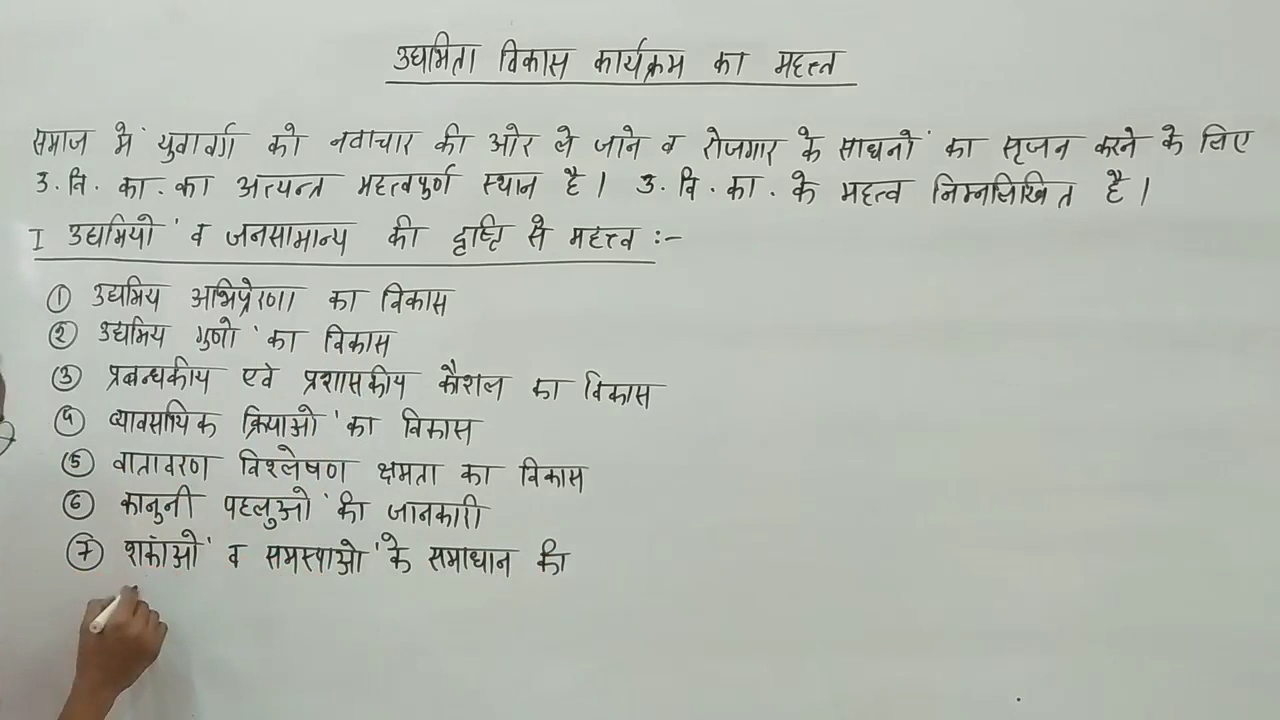 उद्यमिता विकास कार्यक्रम का महत्त्व
समाज में युवावर्ग को नवाचार की ओर ले जाने व रोजगार के साधनों का सृजन करने के लिए
उ. वि. का. का अत्यन्त महत्वपुर्ण स्थान है। उ. वि. का. के महत्व निम्नलिखित है।
I उद्यमियों व जनसामान्य की दृष्टि से महत्त्व :-
① उद्यमिय अभिप्रेरणा का विकास
② उद्यमिय गुणों का विकास
③ प्रबन्धकीय एवं प्रशासकीय कौशल का विकास
④ व्यावसायिक क्रियाओं का विकास
⑤ वातावरण विश्लेषण क्षमता का विकास
⑥ कानुनी पहलुओं की जानकारी
⑦ शकांओं व समस्याओं के समाधान की